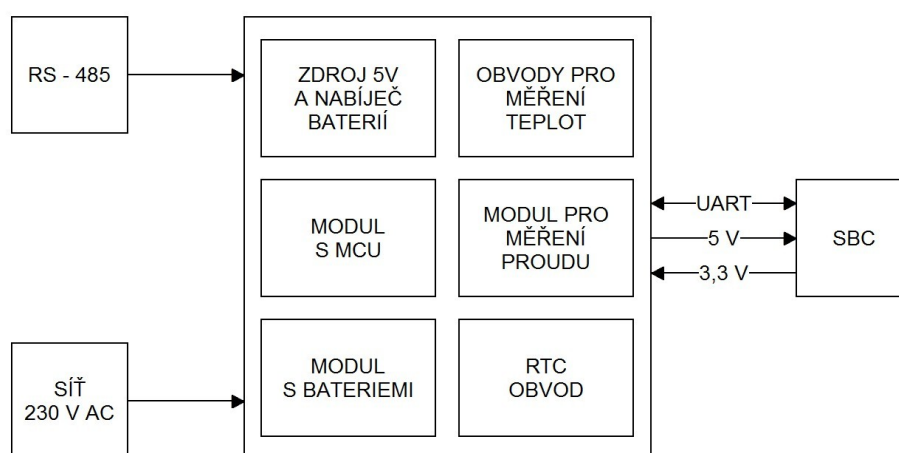 RS - 485
ZDROJ 5V
A NABÍJEČ
BATERIÍ
OBVODY PRO
MĚŘENÍ
TEPLOT
MODUL
S MCU
MODUL PRO
MĚŘENÍ
PROUDU
UART
5 V
3,3 V
SBC
SÍŤ
230 V AC
MODUL
S BATERIEMI
RTC
OBVOD